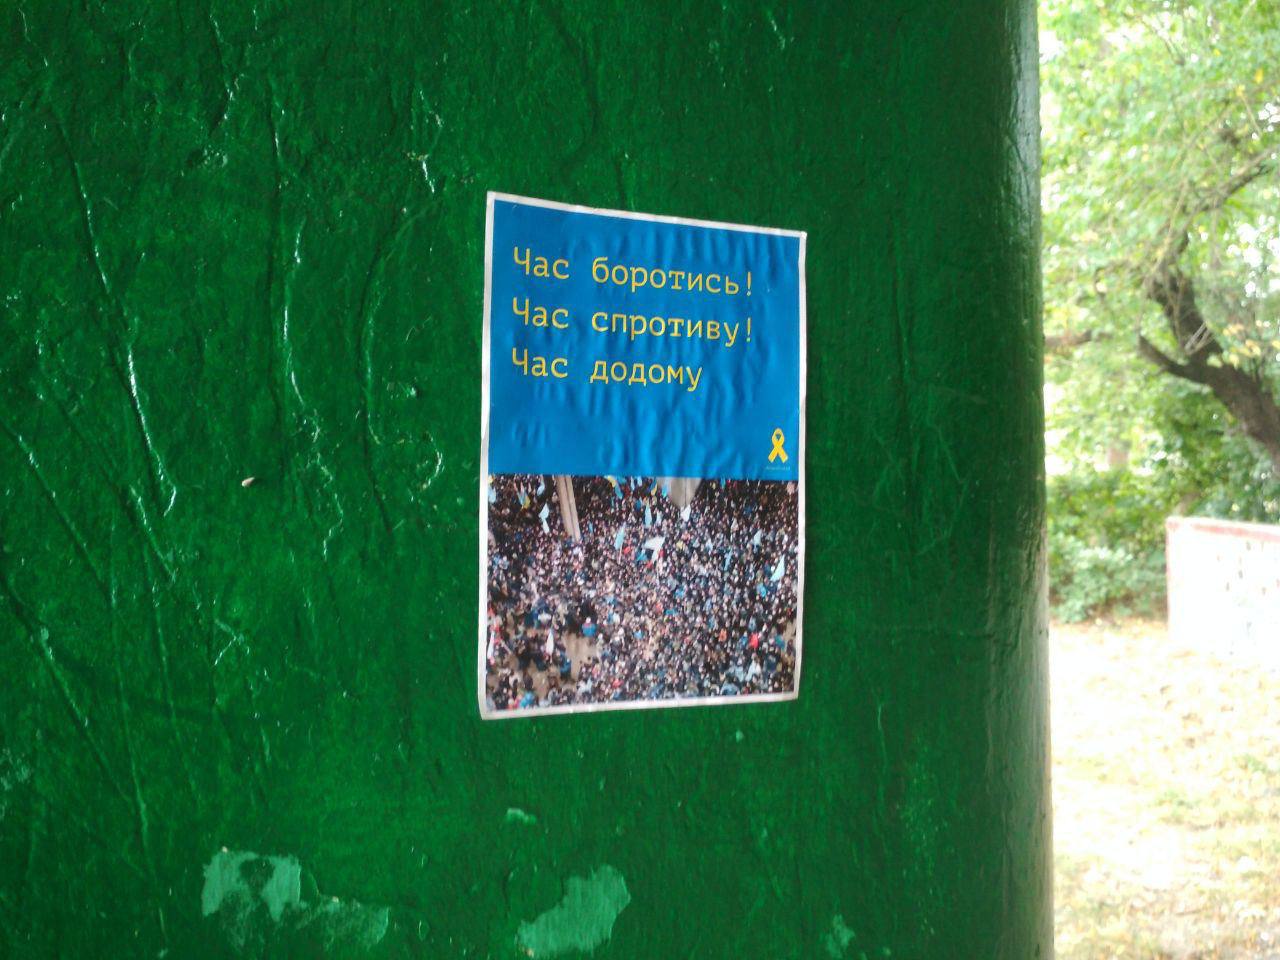 Час боротись!
Час спротиву!
Час додому